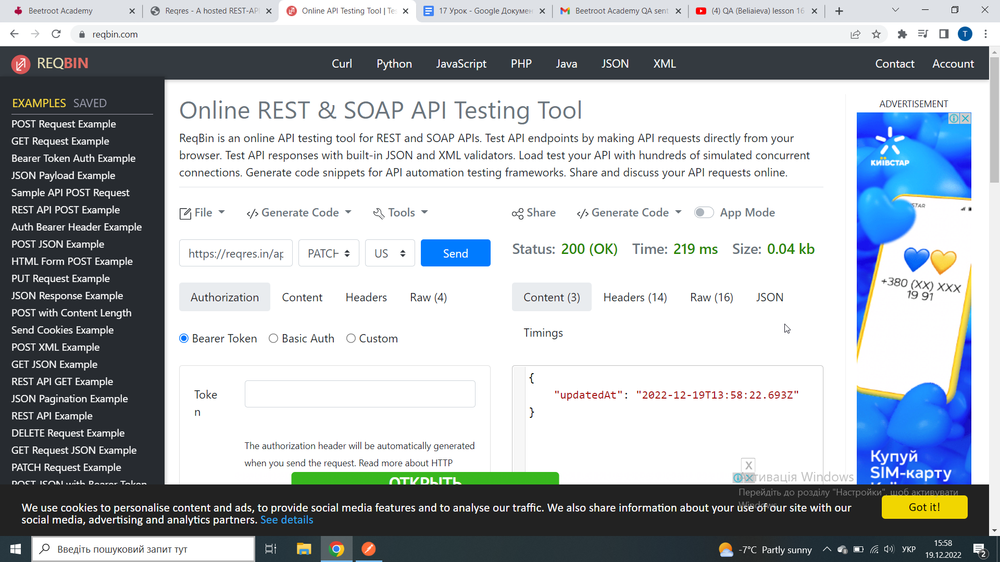 Beetroot Academy
Reqres - A hosted REST-API
Online API Testing Tool | Tes
17 Урок - Google Докумен
Beetroot Academy QA sent
(4) QA (Beliaieva) lesson 16
reqbin.com
T
REQBIN
Curl
Python
JavaScript
PHP
Java
JSON
XML
Contact
Account
EXAMPLES SAVED
POST Request Example
GET Request Example
Bearer Token Auth Example
JSON Payload Example
Sample API POST Request
REST API POST Example
Auth Bearer Header Example
POST JSON Example
HTML Form POST Example
PUT Request Example
JSON Response Example
POST with Content Length
Send Cookies Example
POST XML Example
GET JSON Example
REST API GET Example
JSON Pagination Example
REST API Example
DELETE Request Example
GET Request JSON Example
PATCH Request Example
POST JSON with Bearer Token
Online REST & SOAP API Testing Tool
ReqBin is an online API testing tool for REST and SOAP APIs. Test API endpoints by making API requests directly from your
browser. Test API responses with built-in JSON and XML validators. Load test your API with hundreds of simulated concurrent
connections. Generate code snippets for API automation testing frameworks. Share and discuss your API requests online.
File
Generate Code
Tools
Share
Generate Code
App Mode
https://reqres.in/ap
PATCH
US
Send
Status: 200 (OK) Time: 219 ms Size: 0.04 kb
Authorization
Content
Headers
Raw (4)
Content (3)
Headers (14)
Raw (16)
JSON
Timings
Bearer Token
Basic Auth
Custom
Toke
n
The authorization header will be automatically generated
when you send the request. Read more about HTTP
{
"updatedAt": "2022-12-19T13:58:22.693Z"
}
ОТКРЫТЬ
X
ADVERTISEMENT
КИЇВСТАР
STAR
+380 (XX) XXX
19 91
Купуй
SIM-карту
Активація Windows
Перейдіть до розділу "Настройки", щоб активувати
Windows.
We use cookies to personalise content and ads, to provide social media features and to analyse our traffic. We also share information about your use of our site with our
social media, advertising and analytics partners. See details
Got it!
Введіть пошуковий запит тут
-7°C Partly sunny
УКР
15:58
19.12.2022
2